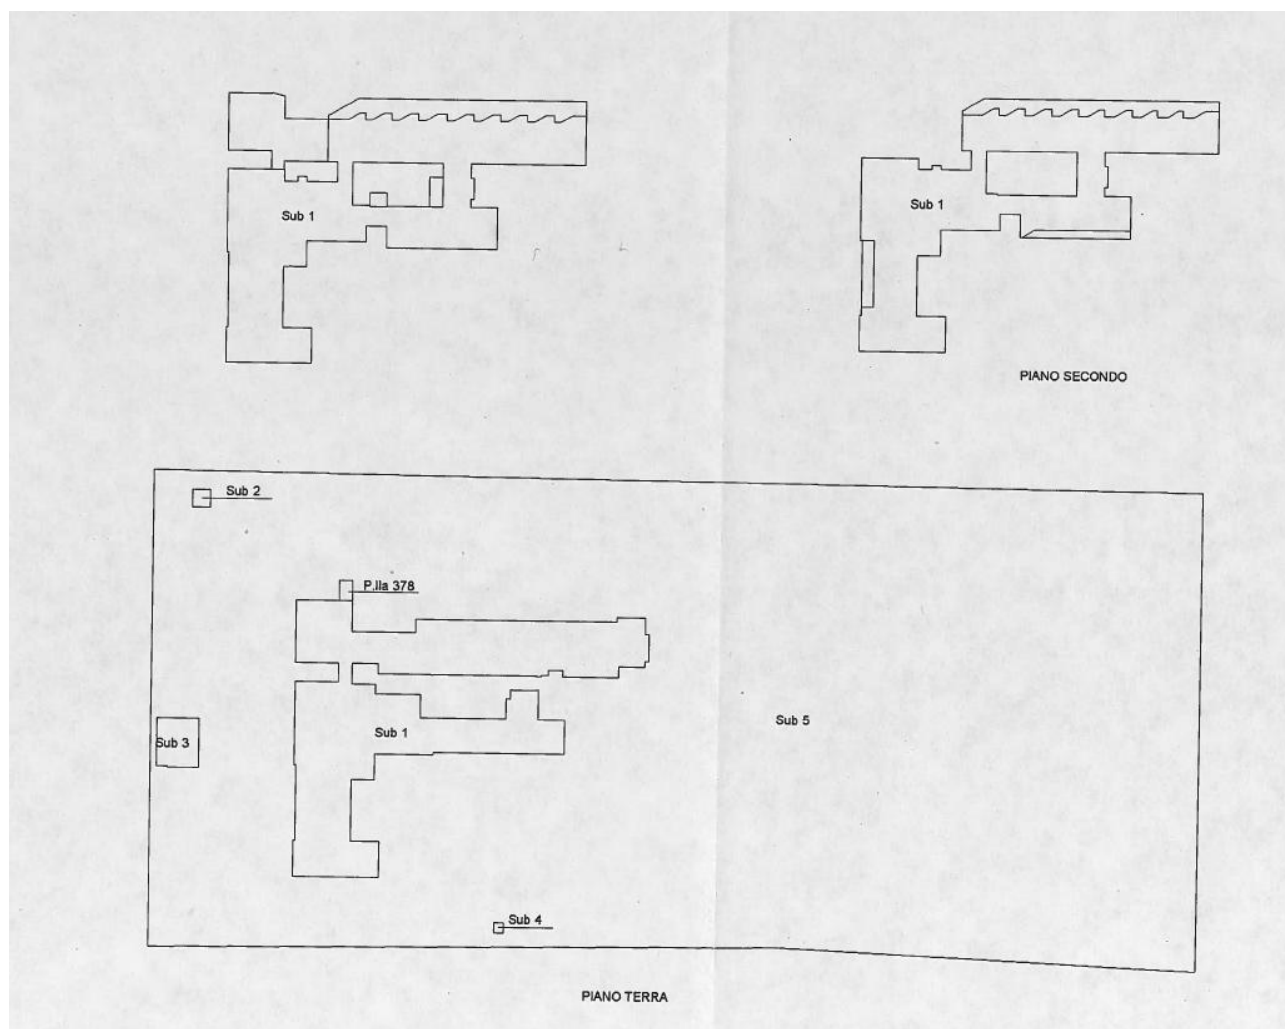 Sub 1
Sub 1
PIANO SECONDO
Sub 2
P.lla 378
Sub 3
Sub 1
Sub 5
Sub 4
PIANO TERRA